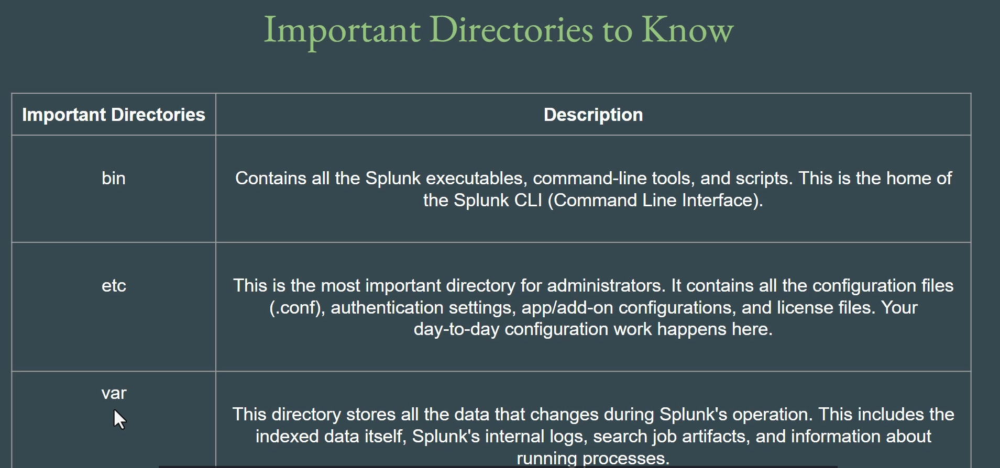 Important Directories to Know
Important Directories
Description
bin
Contains all the Splunk executables, command-line tools, and scripts. This is the home of
the Splunk CLI (Command Line Interface).
etc
This is the most important directory for administrators. It contains all the configuration files
(.conf), authentication settings, app/add-on configurations, and license files. Your
day-to-day configuration work happens here.
var
This directory stores all the data that changes during Splunk's operation. This includes the
indexed data itself, Splunk's internal logs, search job artifacts, and information about
running processes.